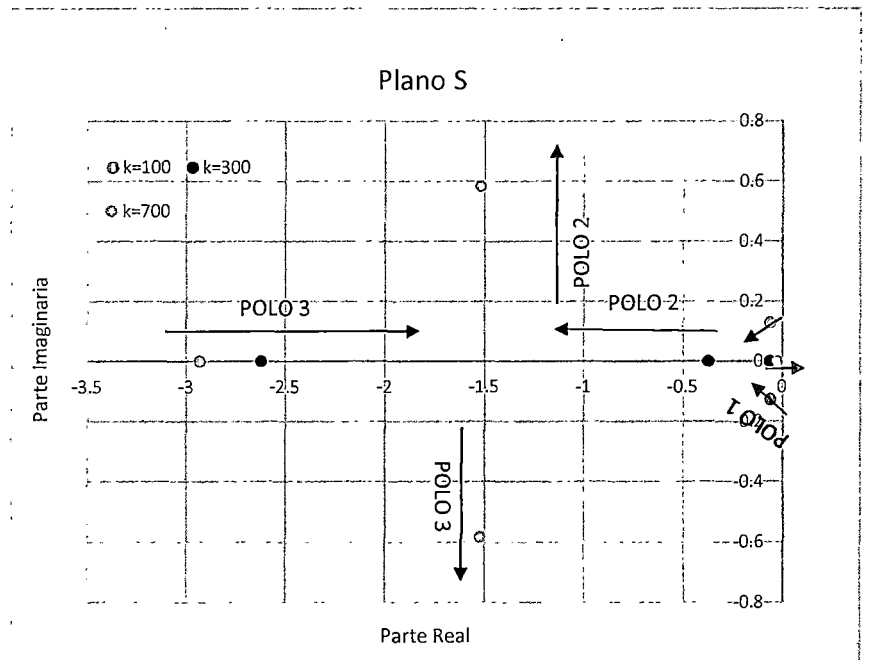 Plano S
k=100 k=300
k=700
0.8
0.6
0.4
0.2
0
-0.4
-0.6
-0.8
-3.5 -3 -2.5 -2 -1.5 -1 -0.5 0
POLO 3
POLO 2
POLO 2
POLO 3
POLO 1
Parte Imaginaria
Parte Real